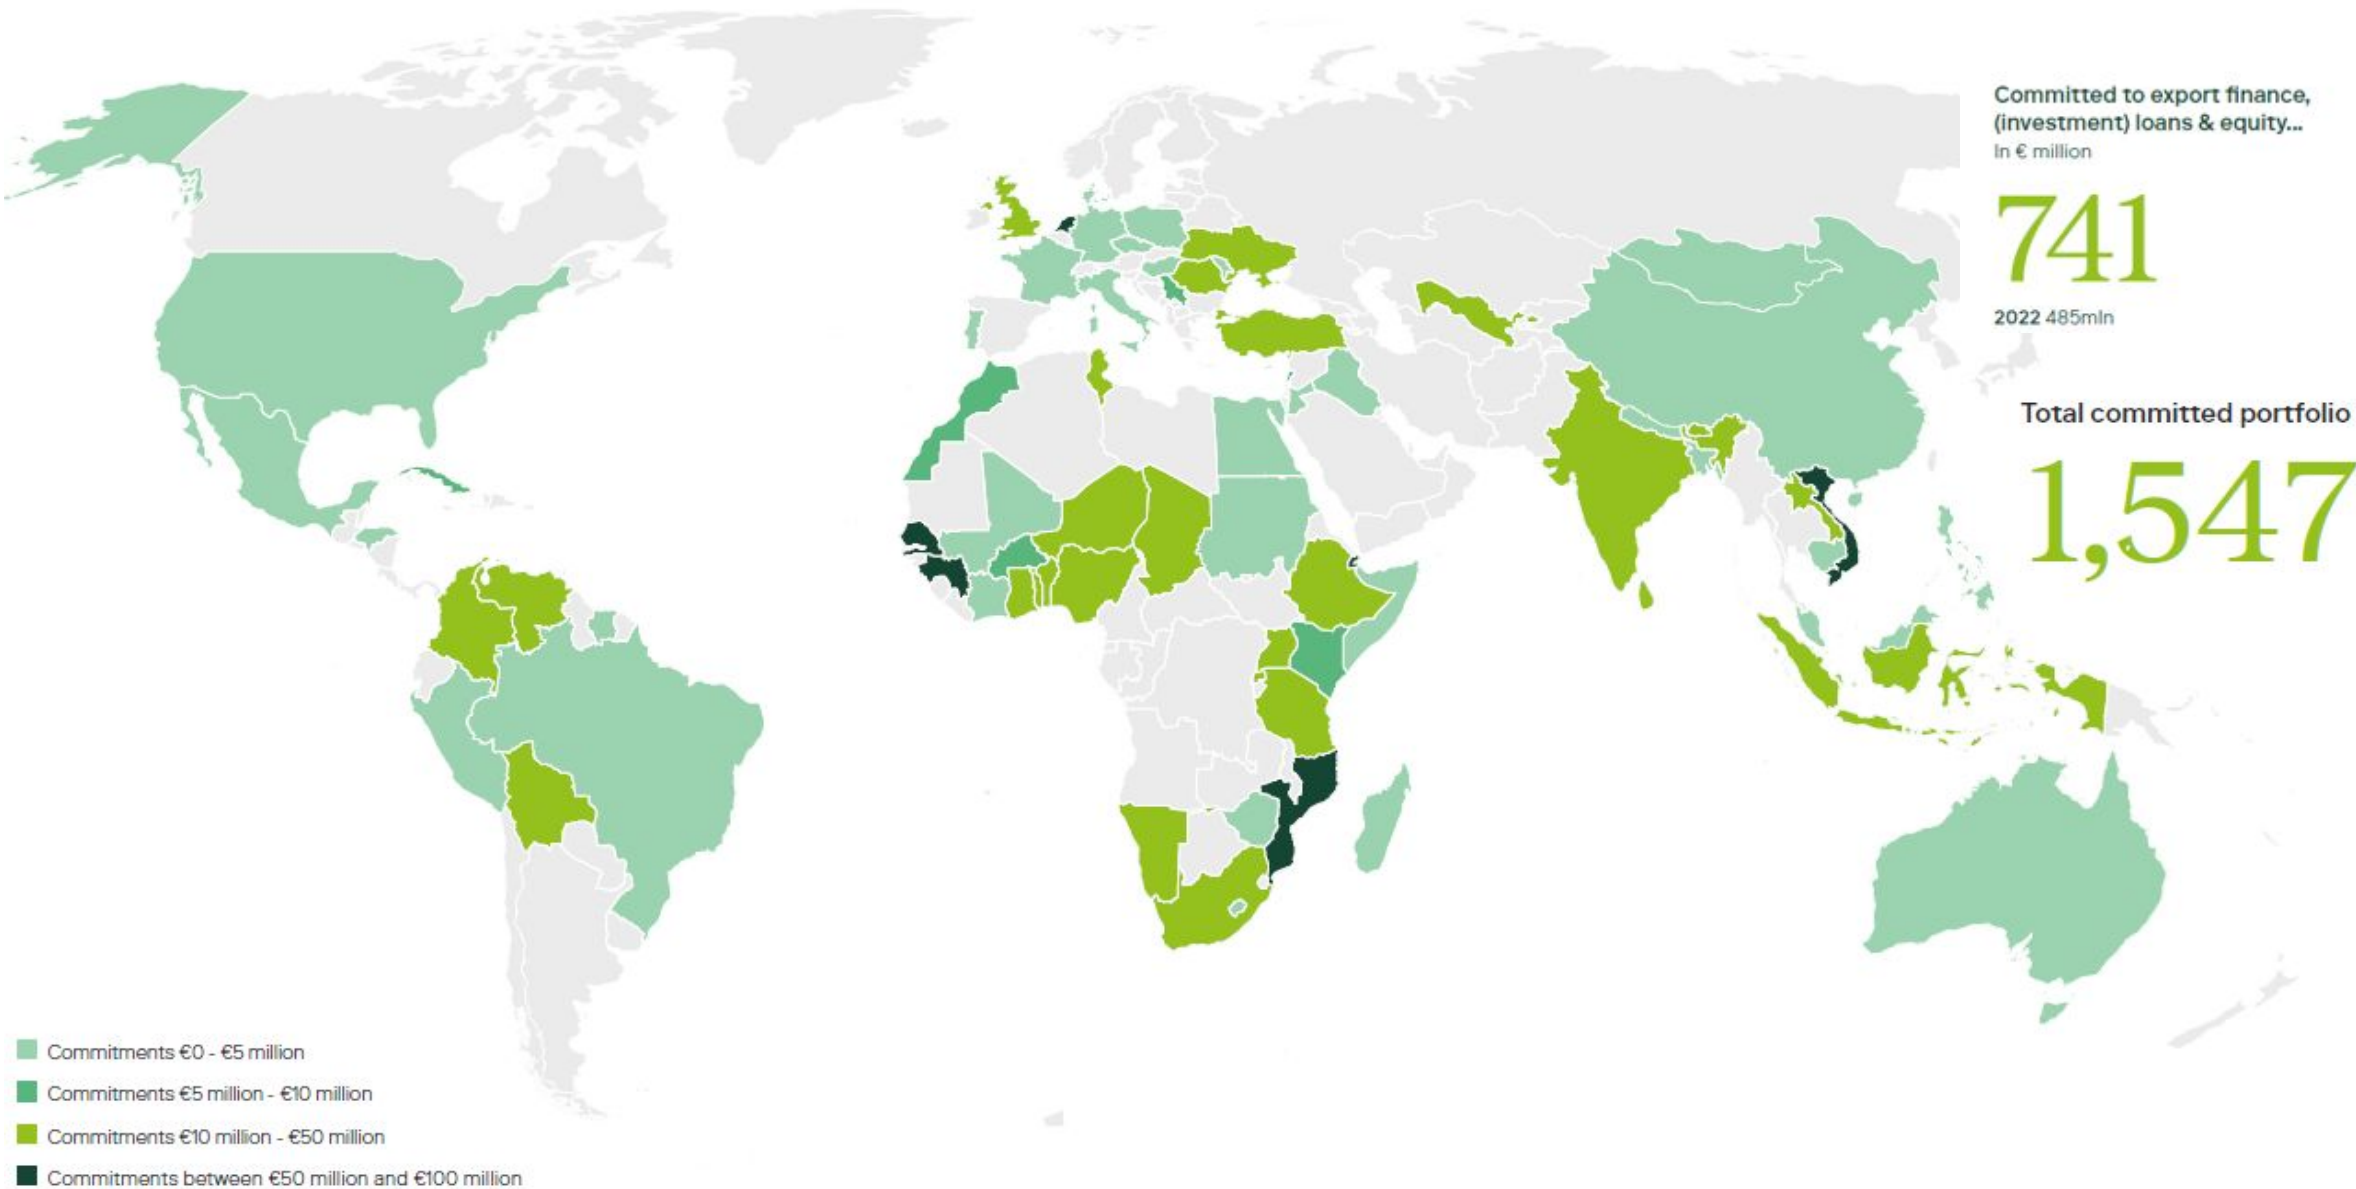 Committed to export finance,
(investment) loans & equity...
In € million
741
2022 485mln
Total committed portfolio
1,547
Commitments €0 - €5 million
Commitments €5 million - €10 million
Commitments €10 million - €50 million
Commitments between €50 million and €100 million